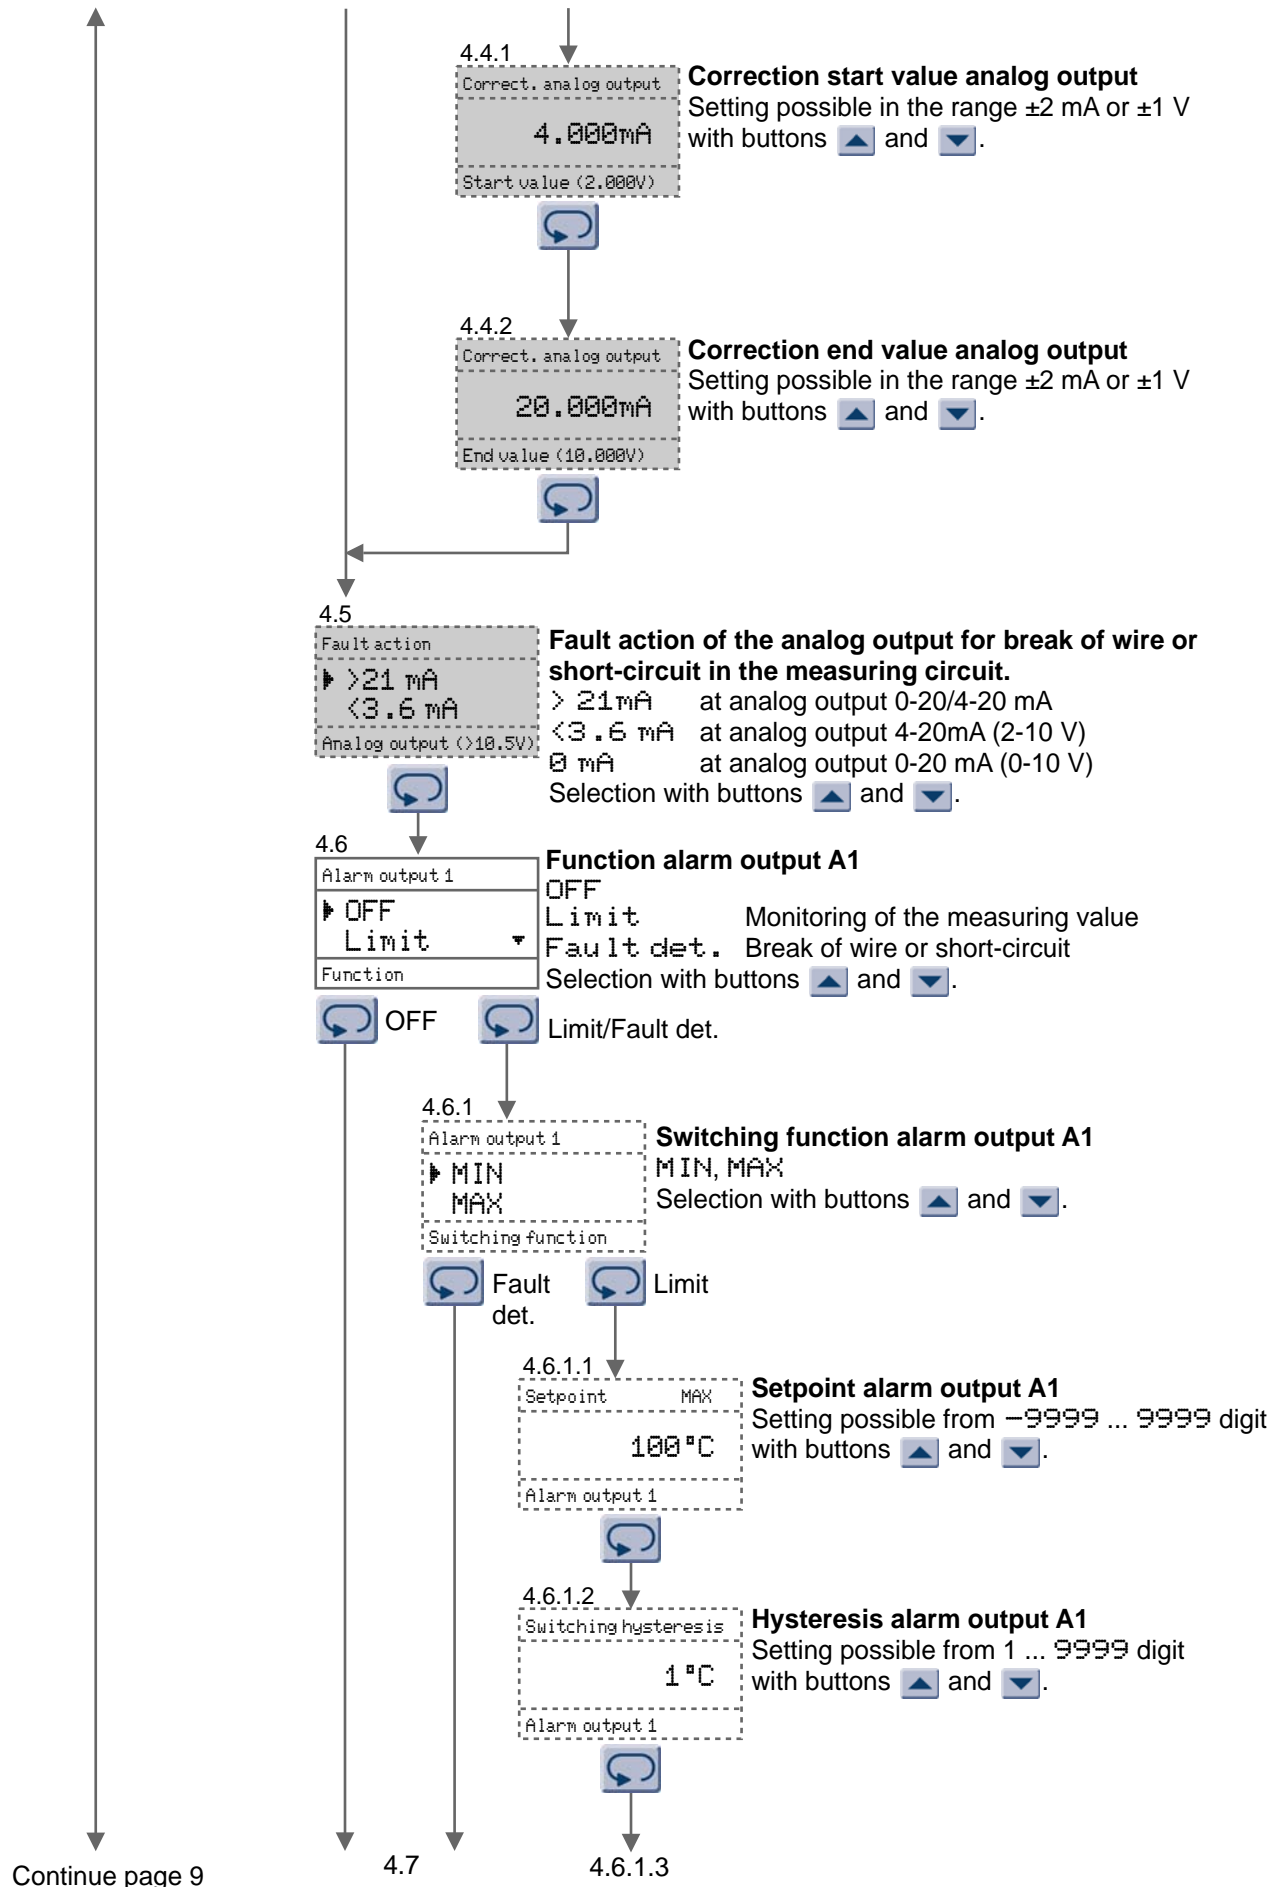 4.4.1
Correct. analog output
4.000mA
Start value (2.000V)
Correction start value analog output
Setting possible in the range ±2 mA or ±1 V
with buttons and .
4.4.2
Correct. analog output
20.000mA
End value (10.000V)
Correction end value analog output
Setting possible in the range ±2 mA or ±1 V
with buttons and .
4.5
Fault action
>21 mA
<3.6 mA
Analog output (>10.5V)
Fault action of the analog output for break of wire or
short-circuit in the measuring circuit.
> 21mA at analog output 0-20/4-20 mA
<3.6 mA at analog output 4-20mA (2-10 V)
0 mA at analog output 0-20 mA (0-10 V)
Selection with buttons and .
4.6
Alarm output 1
OFF
Limit
Function
Function alarm output A1
OFF
Limit Monitoring of the measuring value
Fault det. Break of wire or short-circuit
Selection with buttons and .
OFF
Limit/Fault det.
4.6.1
Alarm output 1
MIN
MAX
Switching function
Switching function alarm output A1
MIN, MAX
Selection with buttons and .
Fault
det.
Limit
4.6.1.1
Setpoint MAX
100°C
Alarm output 1
Setpoint alarm output A1
Setting possible from -9999 ... 9999 digit
with buttons and .
4.6.1.2
Switching hysteresis
1°C
Alarm output 1
Hysteresis alarm output A1
Setting possible from 1 ... 9999 digit
with buttons and .
Continue page 9
4.7
4.6.1.3